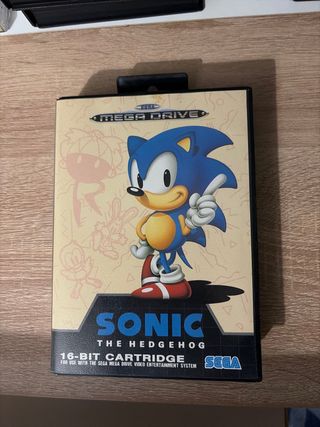 SEGA
MEGA DRIVE
SONIC
THE HEDGEHOG
16-BIT CARTRIDGE
FOR USE WITH THE SEGA MEGA DRIVE VIDEO ENTERTAINMENT SYSTEM
SEGA